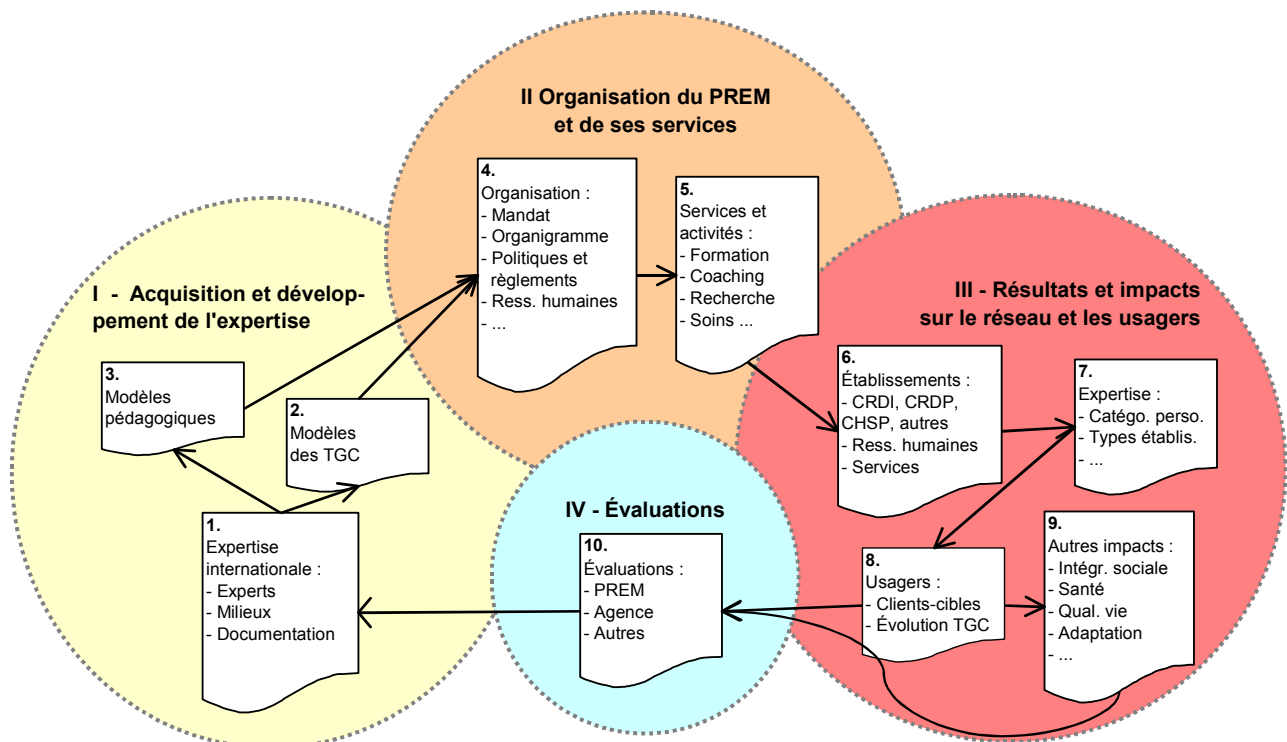 II Organisation du PREM
et de ses services
4.
Organisation :
- Mandat
- Organigramme
- Politiques et
règlements
- Ress. humaines
- ...
5.
Services et
activités :
- Formation
- Coaching
- Recherche
- Soins ...
I - Acquisition et dévelop-
pement de l'expertise
3.
Modèles
pédagogiques
2.
Modèles
des TGC
1.
Expertise
internationale :
- Experts
- Milieux
- Documentation
III - Résultats et impacts
sur le réseau et les usagers
6.
Établissements :
- CRDI, CRDP,
CHSP, autres
- Ress. humaines
- Services
7.
Expertise :
- Catégo. perso.
- Types établis.
- ...
8.
Usagers :
- Clients-cibles
- Évolution TGC
9.
Autres impacts :
- Intégr. sociale
- Santé
- Qual. vie
- Adaptation
- ...
IV - Évaluations
10.
Évaluations :
- PREM
- Agence
- Autres